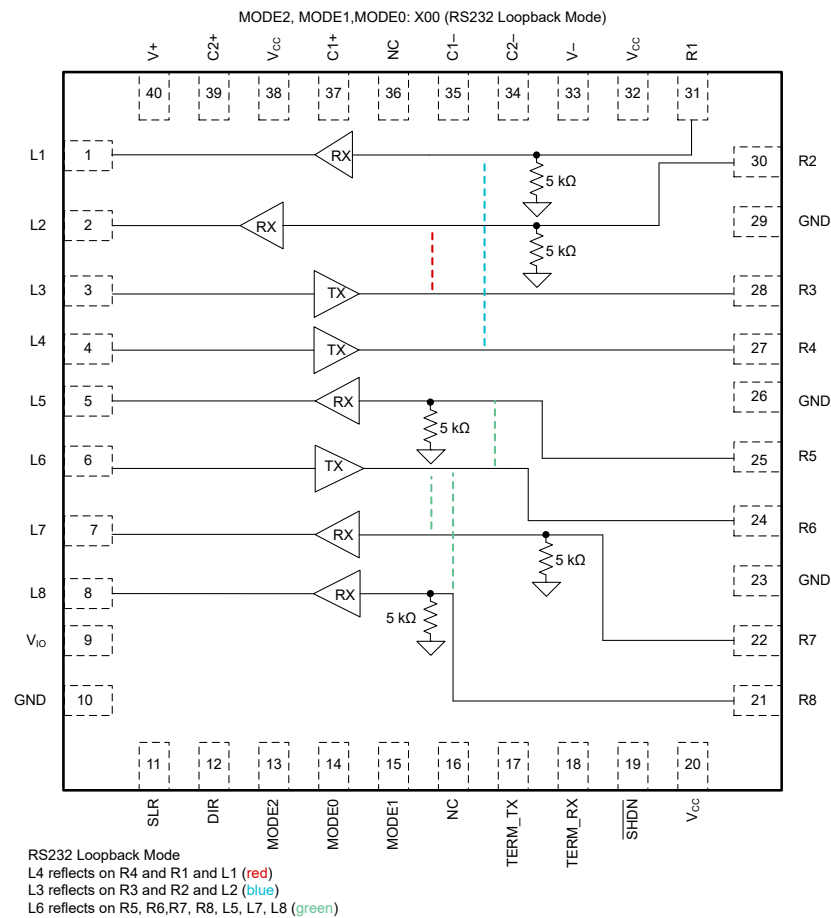 MODE2, MODE1,MODE0: X00 (RS232 Loopback Mode)
V+ C2+ VCC C1+ NC C1– C2– V– VCC R1
40 39 38 37 36 35 34 33 32 31
L1 1 RX 30 R2
5 kΩ
L2 2 RX 29 GND
5 kΩ
L3 3 TX 28 R3
L4 4 TX 27 R4
L5 5 RX 26 GND
5 kΩ
L6 6 TX 25 R5
24 R6
L7 7 RX
5 kΩ
23 GND
L8 8 RX
5 kΩ
VIO 9 22 R7
GND 10 21 R8
11 12 13 14 15 16 17 18 19 20
SLR DIR MODE2 MODE0 MODE1 NC TERM_TX TERM_RX SHDN VCC
RS232 Loopback Mode
L4 reflects on R4 and R1 and L1 (red)
L3 reflects on R3 and R2 and L2 (blue)
L6 reflects on R5, R6,R7, R8, L5, L7, L8 (green)